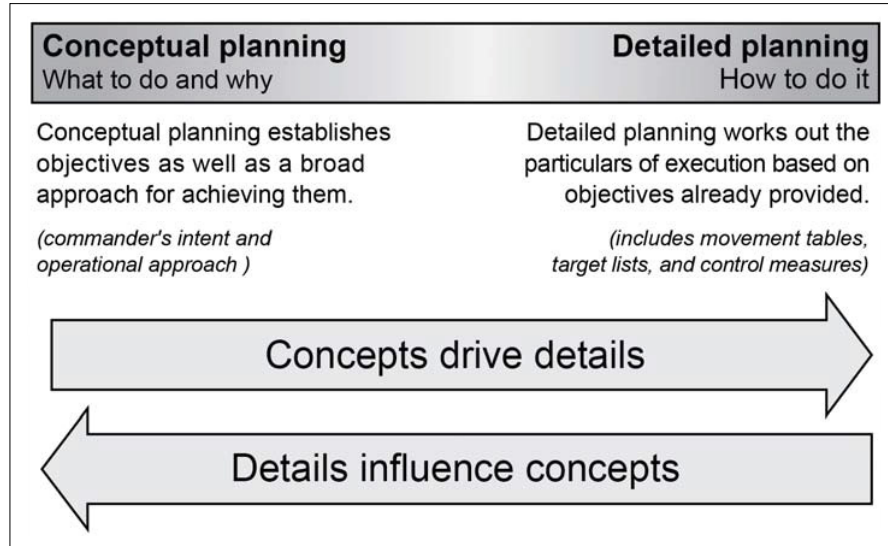 Conceptual planning
What to do and why
Detailed planning
How to do it
Conceptual planning establishes
objectives as well as a broad
approach for achieving them.
(commander's intent and
operational approach )
Detailed planning works out the
particulars of execution based on
objectives already provided.
(includes movement tables,
target lists, and control measures)
Concepts drive details
Details influence concepts